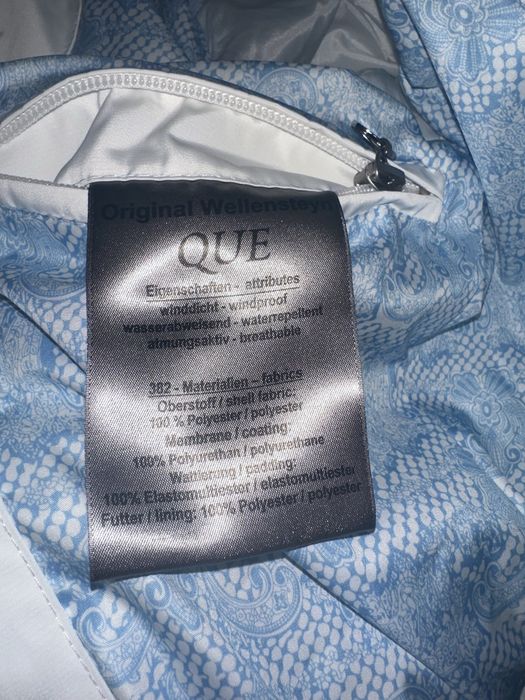 Original Wellensteyn
QUE
Eigenschaften - attributes
winddicht - windproof
wasserabweisend - waterrepellent
atmungsaktiv - breathable
382 - Materialien – fabrics
Oberstoff / shell fabric:
100 % Polyester / polyester
Membrane / coating:
100% Polyurethan / polyurethane
Wattierung / padding:
100% Elastomultiester / elastomultiester
Futter / lining: 100% Polyester / polyester